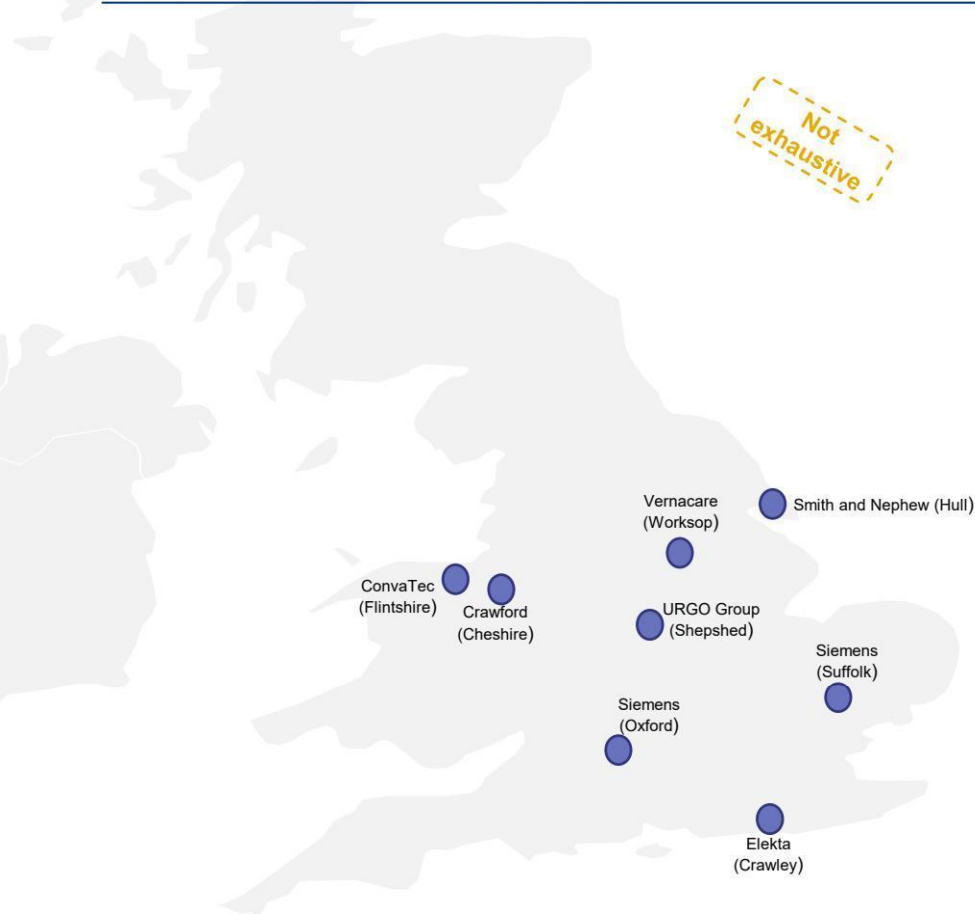 Not
exhaustive
Vernacare
(Worksop)
Smith and Nephew (Hull)
ConvaTec
(Flintshire)
Crawford
(Cheshire)
URGO Group
(Shepshed)
Siemens
(Suffolk)
Siemens
(Oxford)
Elekta
(Crawley)